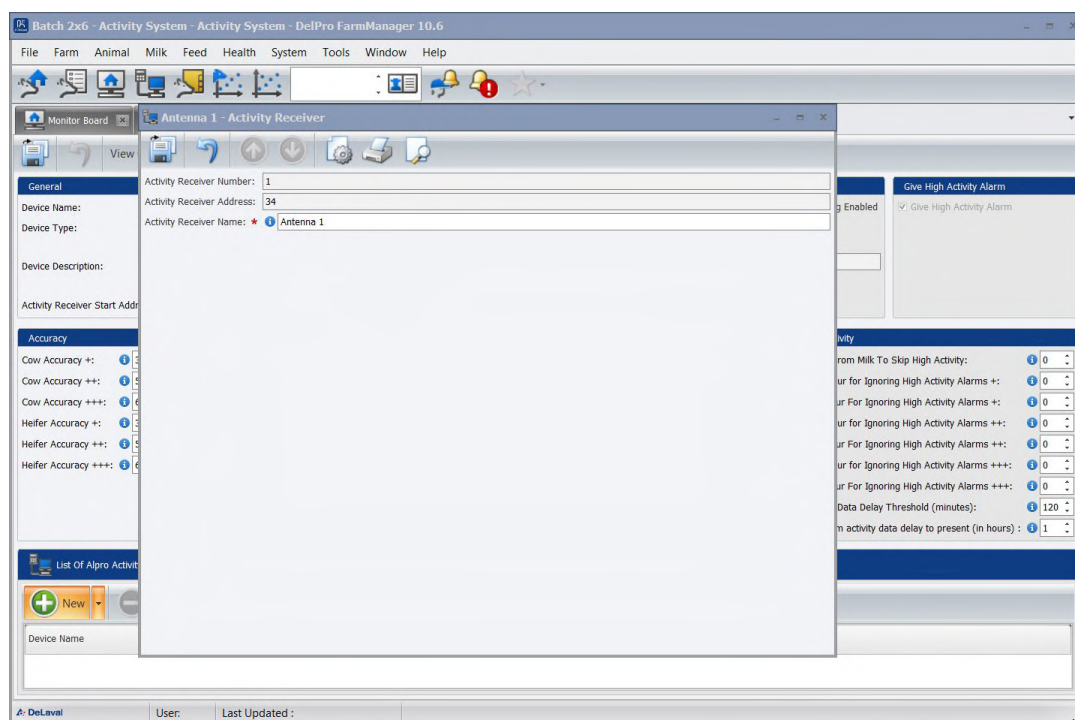 Batch 2x6 - Activity System - Activity System - DelPro FarmManager 10.6
File Farm Animal Milk Feed Health System Tools Window Help
Monitor Board
Antenna 1 - Activity Receiver
View
Activity Receiver Number: 1
Activity Receiver Address: 34
Activity Receiver Name: * Antenna 1
General
Device Name:
Device Type:
Device Description:
Activity Receiver Start Addr
g Enabled
Give High Activity Alarm
Give High Activity Alarm
Accuracy
Cow Accuracy +:
Cow Accuracy ++:
Cow Accuracy +++:
Heifer Accuracy +:
Heifer Accuracy ++:
Heifer Accuracy +++:
ivity
rom Milk To Skip High Activity: 0
ur for Ignoring High Activity Alarms +: 0
ur For Ignoring High Activity Alarms +: 0
ur for Ignoring High Activity Alarms ++: 0
ur For Ignoring High Activity Alarms ++: 0
ur for Ignoring High Activity Alarms +++: 0
ur For Ignoring High Activity Alarms +++: 0
Data Delay Threshold (minutes): 120
m activity data delay to present (in hours) : 1
List Of Alpro Activit
New
Device Name
DeLaval User: Last Updated :